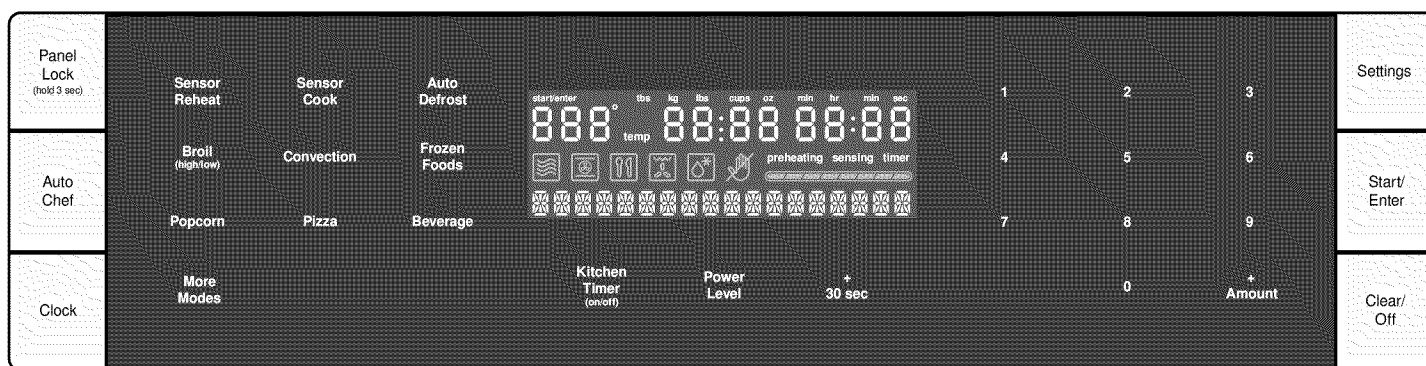 Panel
Lock
(hold 3 sec)
Auto
Chef
Clock
Sensor
Reheat
Sensor
Cook
Auto
Defrost
Broil
(high/low)
Convection
Frozen
Foods
Popcorn
Pizza
Beverage
More
Modes
start/enter lbs kg lbs cups oz min hr min sec
888° temp 88:88 88:88
preheating sensing timer
Kitchen
Timer
(on/off)
Power
Level
+
30 sec
1 2 3
4 5 6
7 8 9
0
+
Amount
Settings
Start/
Enter
Clear/
Off